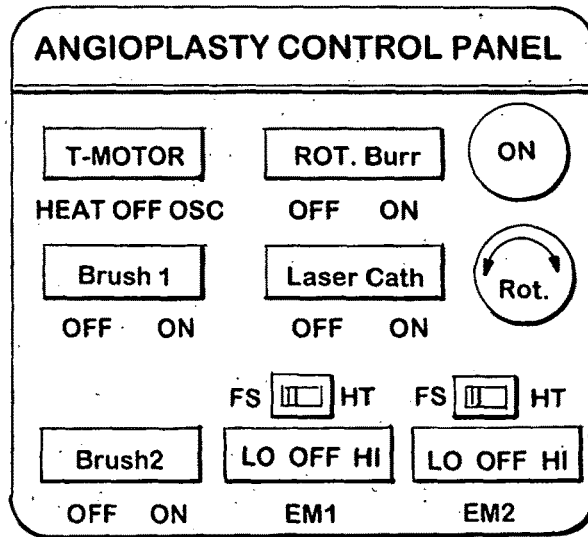 ANGIOPLASTY CONTROL PANEL
T-MOTOR ROT. Burr ON
HEAT OFF OSC OFF ON
Brush 1 Laser Cath Rot.
OFF ON OFF ON
FS HT FS HT
Brush2 LO OFF HI LO OFF HI
OFF ON EM1 EM2